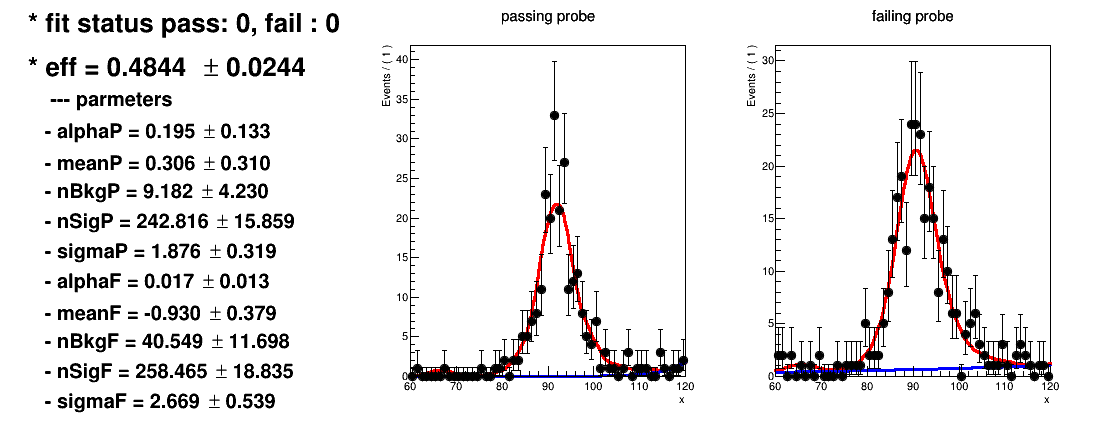 * fit status pass: 0, fail : 0
* eff = 0.4844 ± 0.0244
--- parmeters
- alphaP = 0.195 ± 0.133
- meanP = 0.306 ± 0.310
- nBkgP = 9.182 ± 4.230
- nSigP = 242.816 ± 15.859
- sigmaP = 1.876 ± 0.319
- alphaF = 0.017 ± 0.013
- meanF = -0.930 ± 0.379
- nBkgF = 40.549 ± 11.698
- nSigF = 258.465 ± 18.835
- sigmaF = 2.669 ± 0.539
passing probe
Events / ( 1 )
40
35
30
25
20
15
10
5
0
60 70 80 90 100 110 120
x
failing probe
Events / ( 1 )
30
25
20
15
10
5
0
60 70 80 90 100 110 120
x